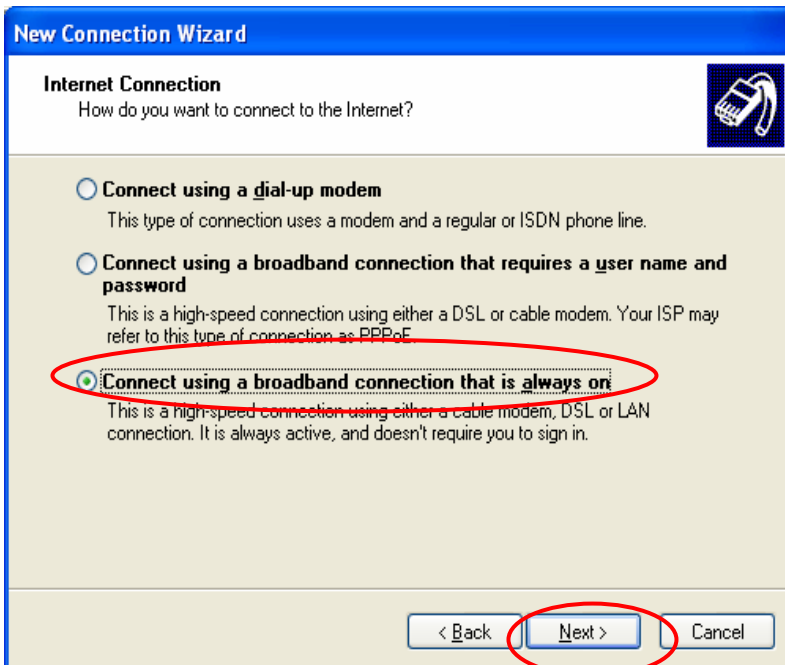 New Connection Wizard
Internet Connection
How do you want to connect to the Internet?
Connect using a dial-up modem
This type of connection uses a modem and a regular or ISDN phone line.
Connect using a broadband connection that requires a user name and
password
This is a high-speed connection using either a DSL or cable modem. Your ISP may
refer to this type of connection as PPPoE.
Connect using a broadband connection that is always on
This is a high-speed connection using either a cable modem, DSL or LAN
connection. It is always active, and doesn't require you to sign in.
< Back
Next >
Cancel